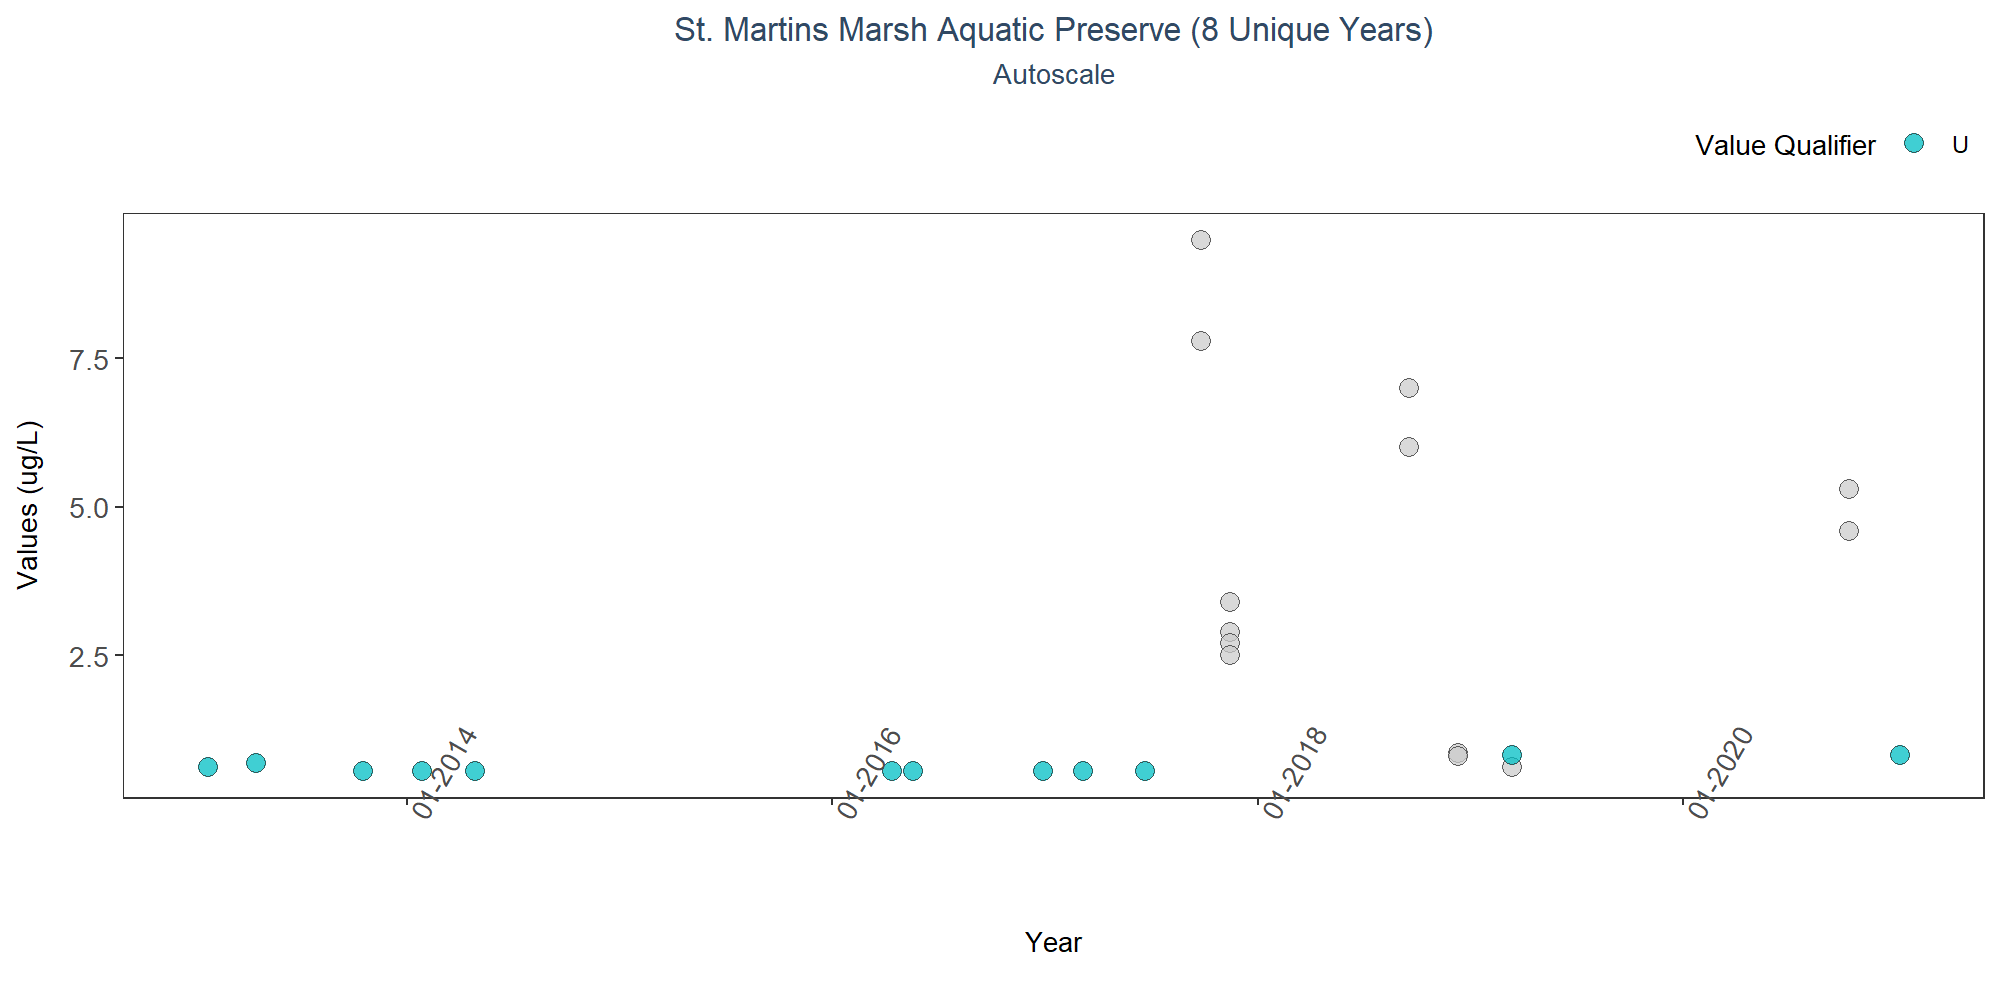 St. Martins Marsh Aquatic Preserve (8 Unique Years)
Autoscale
Value Qualifier U
Values (ug/L)
7.5
5.0
2.5
01-2014
01-2016
01-2018
01-2020
Year